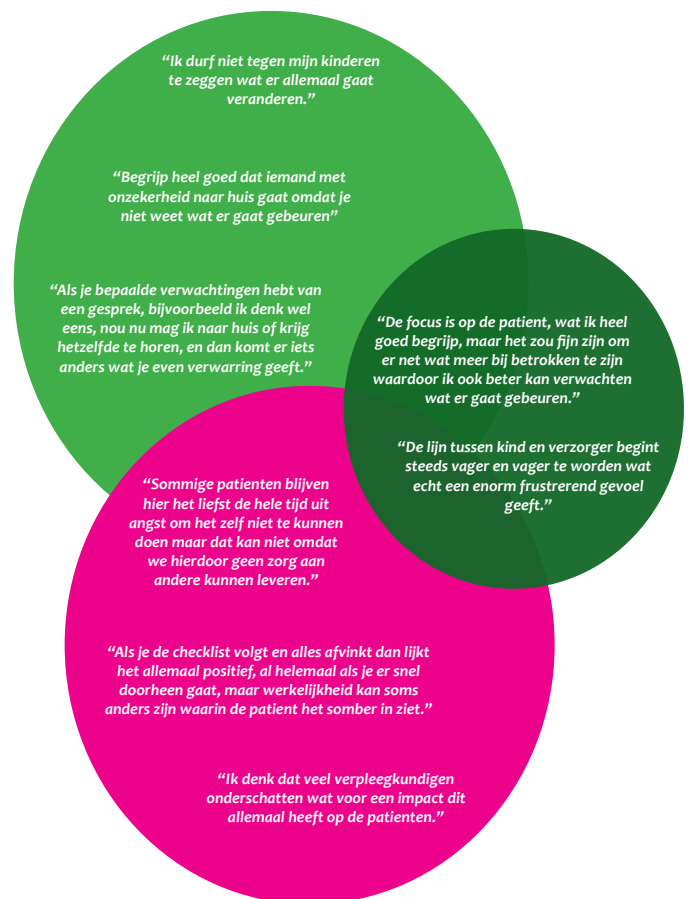 “Ik durf niet tegen mijn kinderen
te zeggen wat er allemaal gaat
veranderen.”
“Begrijp heel goed dat iemand met
onzekerheid naar huis gaat omdat je
niet weet wat er gaat gebeuren”
“Als je bepaalde verwachtingen hebt van
een gesprek, bijvoorbeeld ik denk wel
eens, nou nu mag ik naar huis of krijg
hetzelfde te horen, en dan komt er iets
anders wat je even verwarring geeft.”
“De focus is op de patient, wat ik heel
goed begrijp, maar het zou fijn zijn om
er net wat meer bij betrokken te zijn
waardoor ik ook beter kan verwachten
wat er gaat gebeuren.”
“De lijn tussen kind en verzorger begint
steeds vager en vager te worden wat
echt een enorm frustrerend gevoel
geeft.”
“Sommige patienten blijven
hier het liefst de hele tijd uit
angst om het zelf niet te kunnen
doen maar dat kan niet omdat
we hierdoor geen zorg aan
andere kunnen leveren.”
“Als je de checklist volgt en alles afvinkt dan lijkt
het allemaal positief, al helemaal als je er snel
doorheen gaat, maar werkelijkheid kan soms
anders zijn waarin de patient het somber in ziet.”
“Ik denk dat veel verpleegkundigen
onderschatten wat voor een impact dit
allemaal heeft op de patienten.”